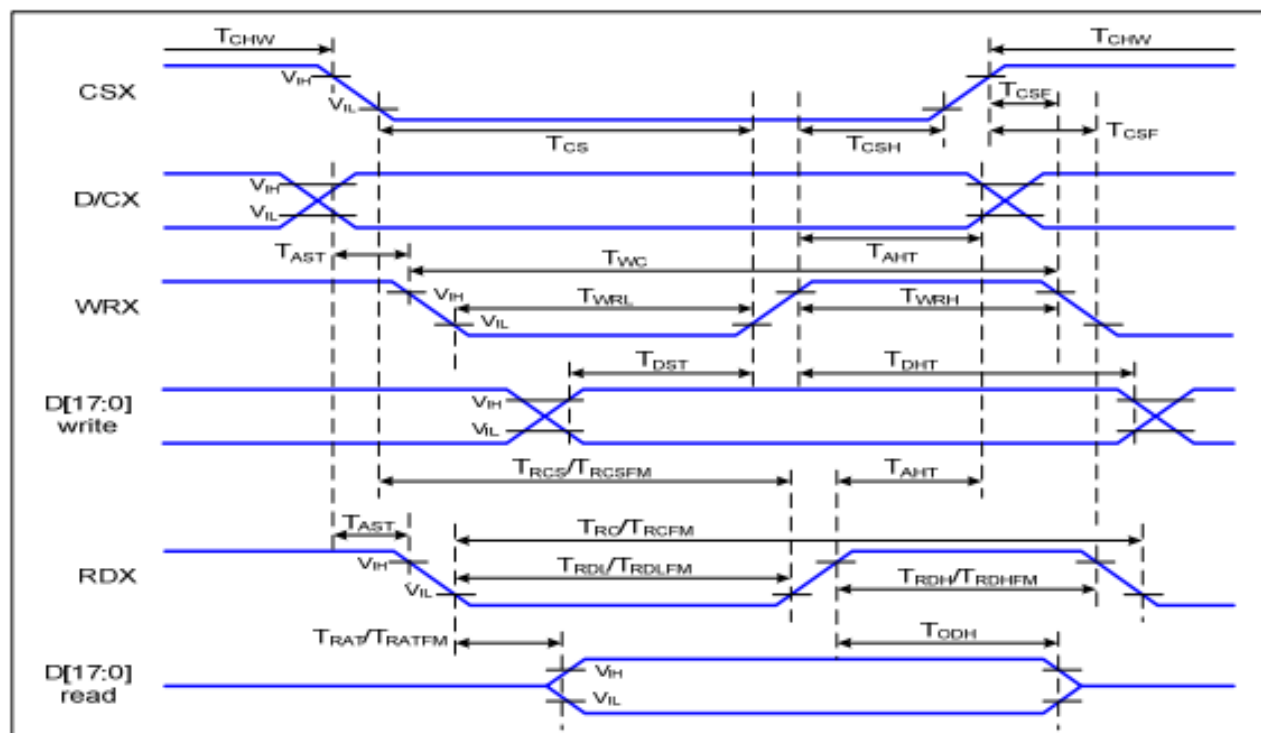 TCHW TCHW
VIH
CSX TCSF
VIL
TCS TCSH TCSF
D/CX VIH
VIL
TAST TWC TAHT
WRX VIH TWRL TWRH
VIL
TDST TDHT
D[17:0] VIH
write VIL
TRCS/TRCSFM TAHT
TAST TRC/TRCFM
RDX VIH TRDL/TRDLFM
VIL TRDH/TRDHFM
TRAT/TRATFM TODH
D[17:0] VIH
read VIL